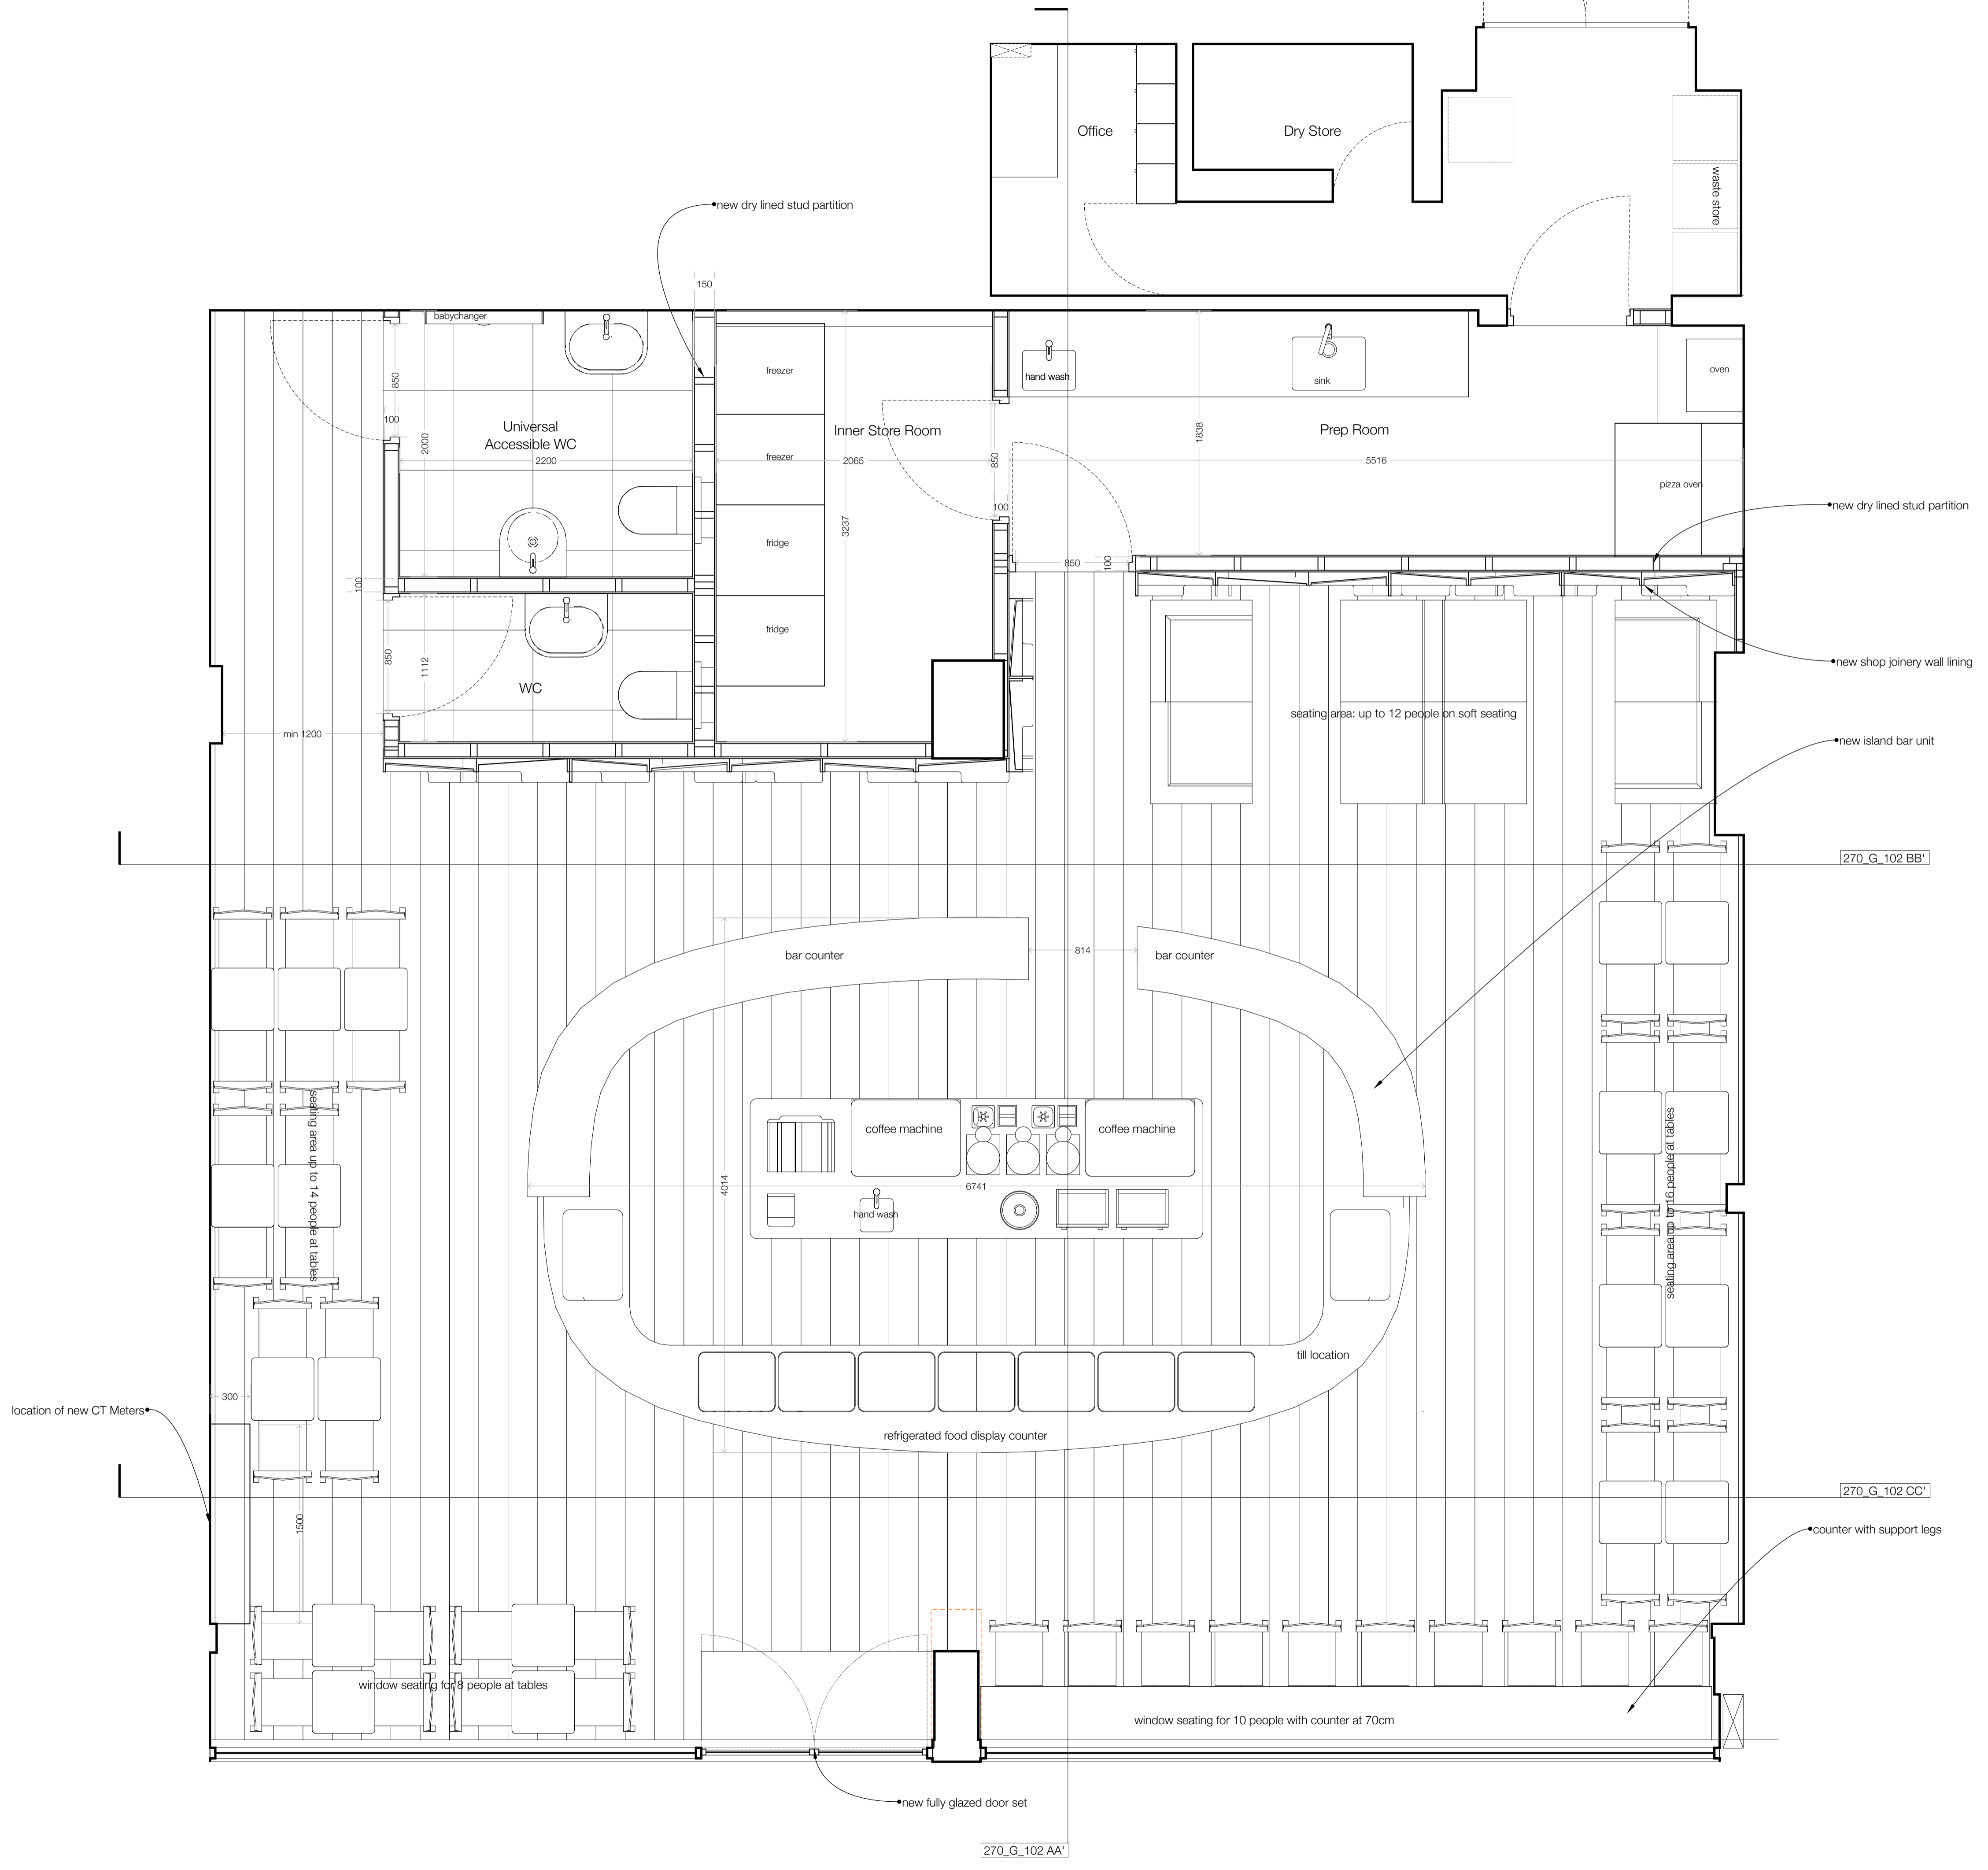 Office
Dry Store
waste store
new dry lined stud partition
150
babychanger
850
100
2000
Universal
Accessible WC
2200
freezer
freezer
fridge
fridge
Inner Store Room
2065
3237
850
100
hand wash
sink
1838
Prep Room
5516
oven
pizza oven
new dry lined stud partition
850
100
100
850
1112
WC
min 1200
new shop joinery wall lining
seating area: up to 12 people on soft seating
new island bar unit
270_G_102 BB'
bar counter
814
bar counter
coffee machine
coffee machine
4014
6741
hand wash
seating area up to 14 people at tables
seating area up to 16 people at tables
till location
300
location of new CT Meters
refrigerated food display counter
270_G_102 CC'
1500
counter with support legs
window seating for 8 people at tables
window seating for 10 people with counter at 70cm
new fully glazed door set
270_G_102 AA'